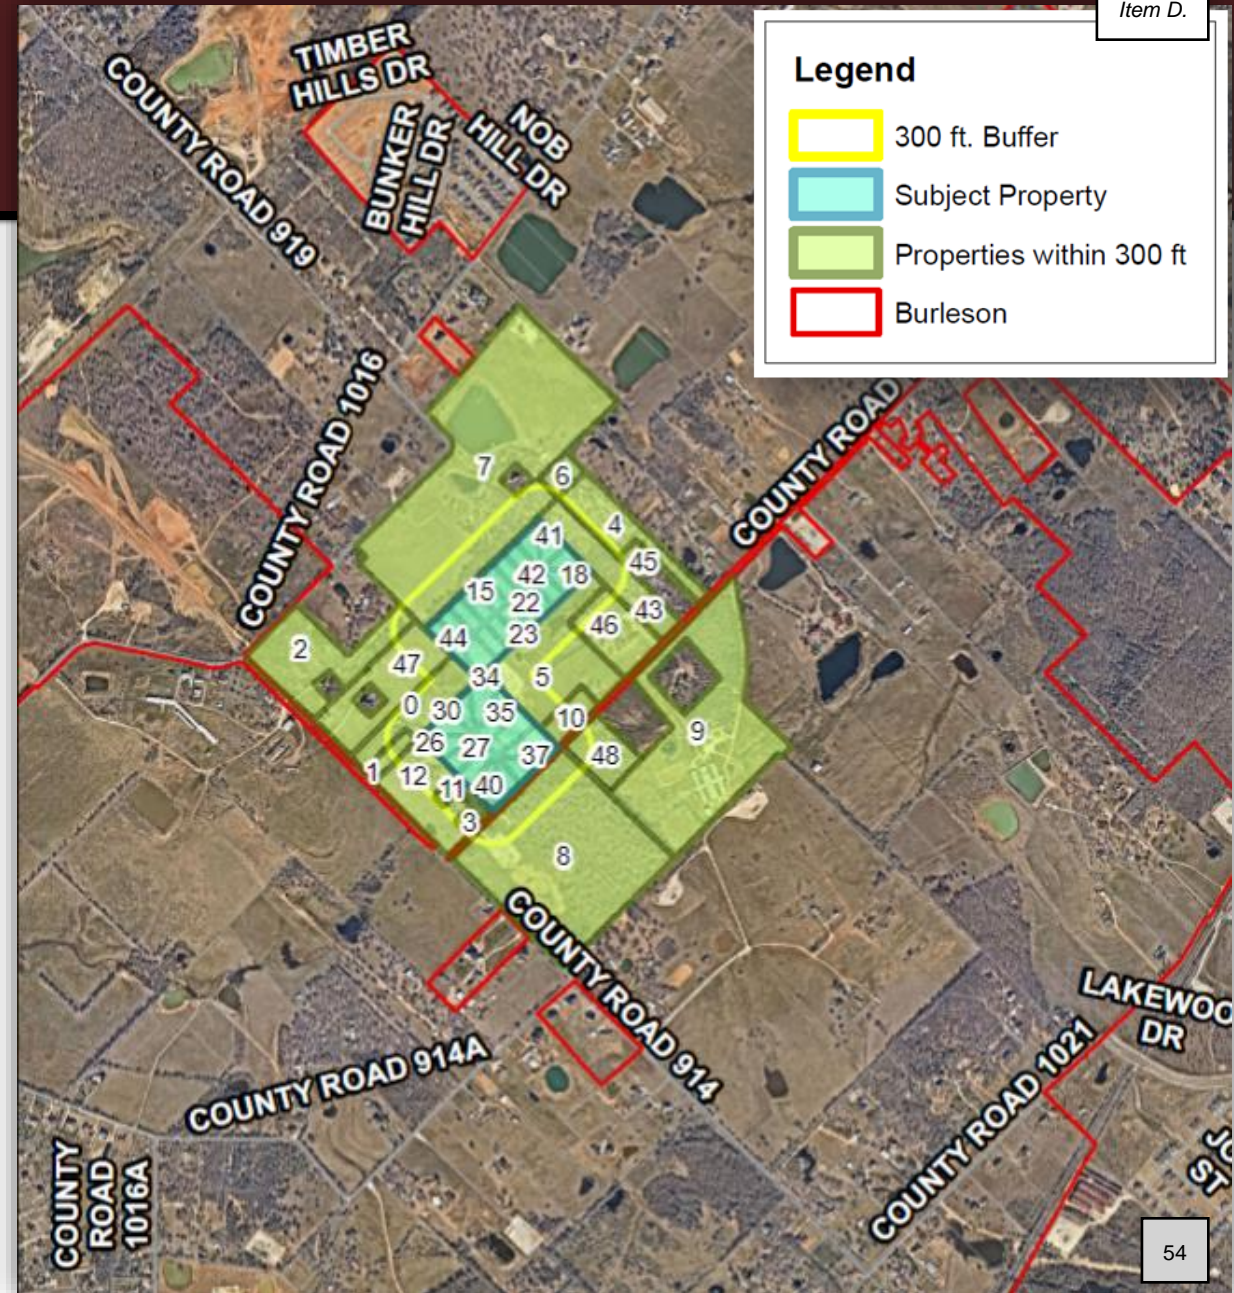 Item D.
Legend
300 ft. Buffer
Subject Property
Properties within 300 ft
Burleson
TIMBER
HILLS DR
COUNTY ROAD 919
BUNKER
HILL DR
NOB
HILL DR
COUNTY ROAD 1016
COUNTY ROAD
7
6
4
41
45
42
18
15
22
43
46
23
44
2
47
34
5
0
30
35
10
9
26
27
37
48
1
12
11
40
3
8
COUNTY ROAD 914
COUNTY ROAD 914A
LAKEWOO
DR
COUNTY ROAD 1021
COUNTY
ROAD
1016A
JO
ST
54